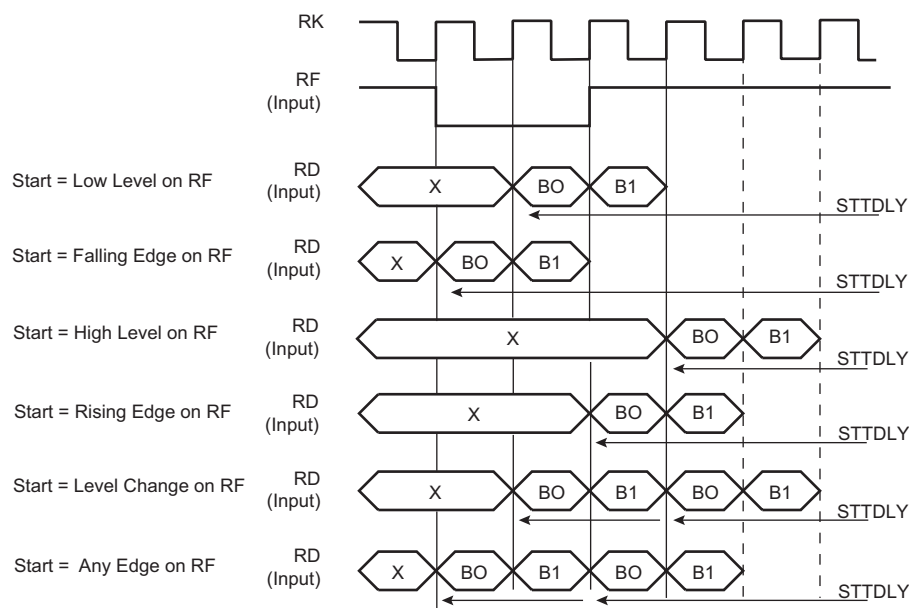 RK
RF
(Input)
Start = Low Level on RF
RD
(Input)
X
BO
B1
STTDLY
Start = Falling Edge on RF
RD
(Input)
X
BO
B1
STTDLY
Start = High Level on RF
RD
(Input)
X
BO
B1
STTDLY
Start = Rising Edge on RF
RD
(Input)
X
BO
B1
STTDLY
Start = Level Change on RF
RD
(Input)
X
BO
B1
BO
B1
STTDLY
Start = Any Edge on RF
RD
(Input)
X
BO
B1
BO
B1
STTDLY